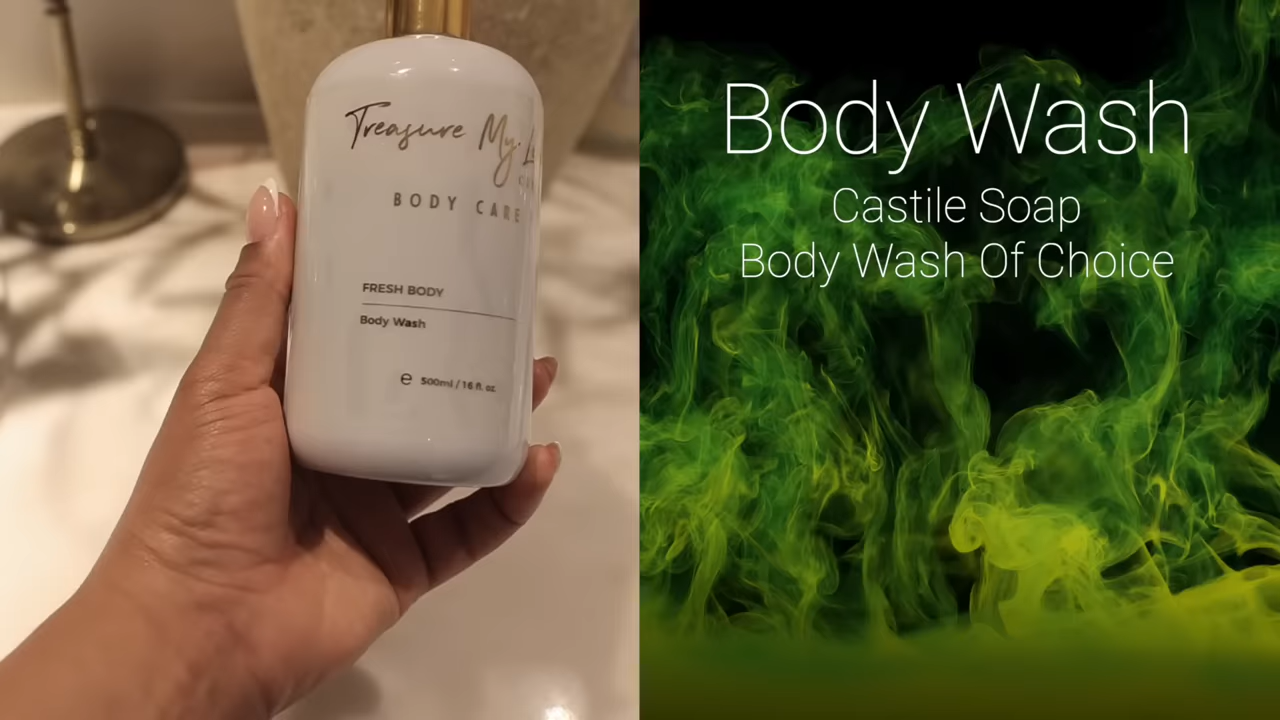 Treasure My
BODY CARE
FRESH BODY
Body Wash
e 500ml / 16 fl. oz.
Body Wash
Castile Soap
Body Wash Of Choice